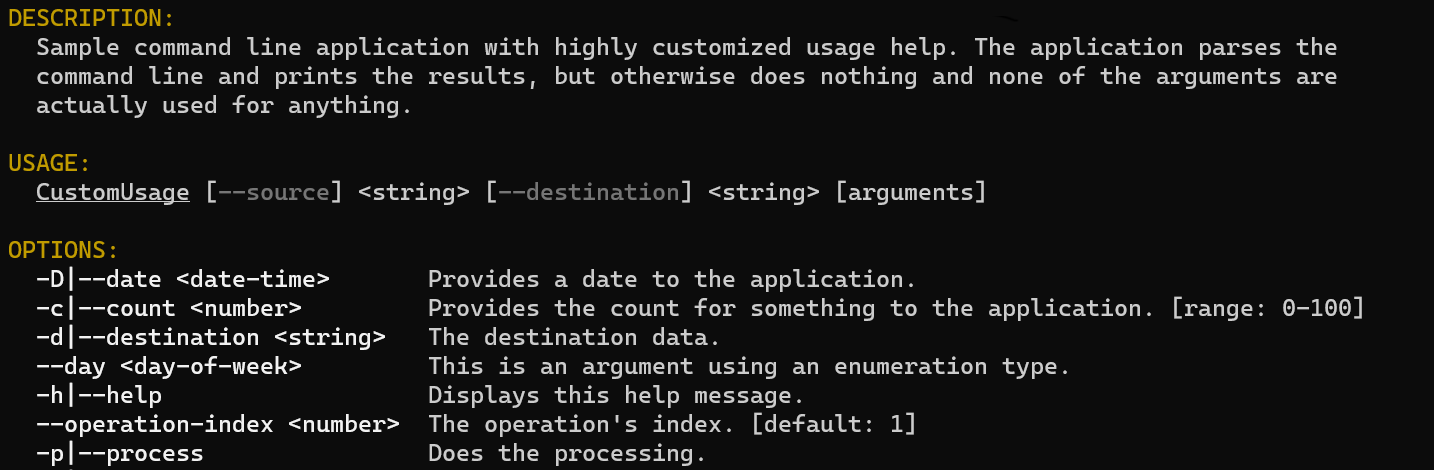 DESCRIPTION:
Sample command line application with highly customized usage help. The application parses the
command line and prints the results, but otherwise does nothing and none of the arguments are
actually used for anything.
USAGE:
CustomUsage [--source] <string> [--destination] <string> [arguments]
OPTIONS:
-D|--date <date-time> Provides a date to the application.
-c|--count <number> Provides the count for something to the application. [range: 0-100]
-d|--destination <string> The destination data.
--day <day-of-week> This is an argument using an enumeration type.
-h|--help Displays this help message.
--operation-index <number> The operation's index. [default: 1]
-p|--process Does the processing.